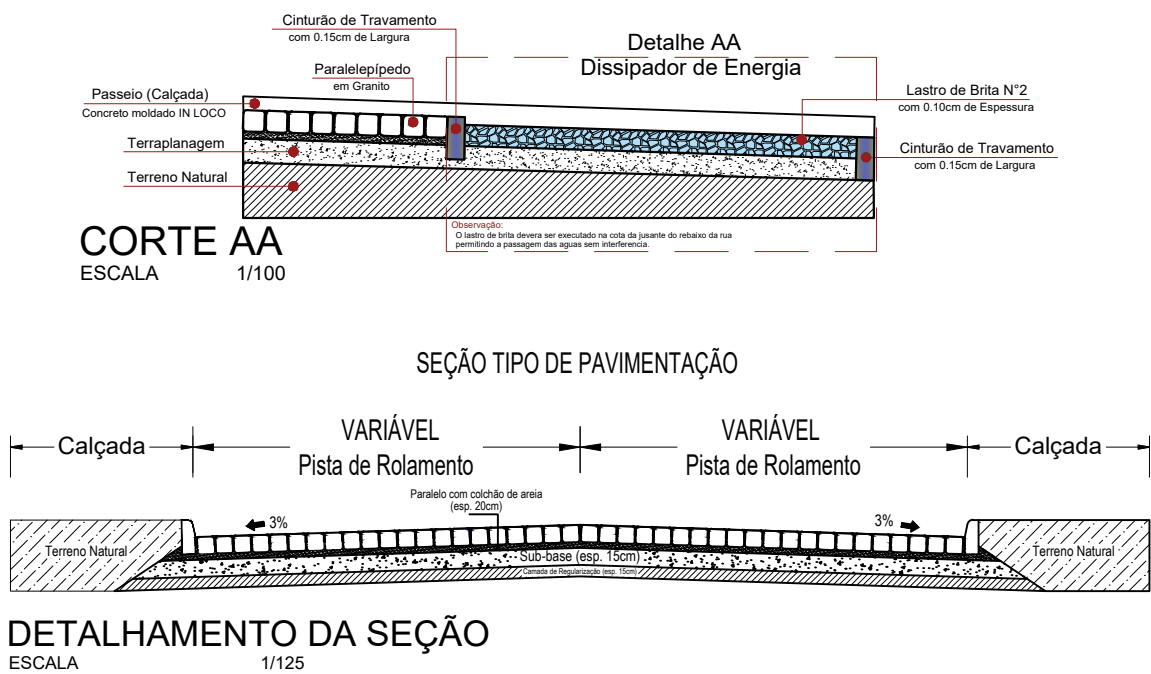 Cinturão de Travamento
com 0.15cm de Largura
Detalhe AA
Dissipador de Energia
Paralelepípedo
em Granito
Passeio (Calçada)
Concreto moldado IN LOCO
Lastro de Brita N°2
com 0.10cm de Espessura
Terraplanagem
Cinturão de Travamento
com 0.15cm de Largura
Terreno Natural
Observação:
O lastro de brita devera ser executado na cota da jusante do rebaixo da rua
permitindo a passagem das aguas sem interferencia.
CORTE AA
ESCALA 1/100
SEÇÃO TIPO DE PAVIMENTAÇÃO
Calçada
VARIÁVEL
Pista de Rolamento
VARIÁVEL
Pista de Rolamento
Calçada
Paralelo com colchão de areia
(esp. 20cm)
3%
3%
Terreno Natural
Sub-base (esp. 15cm)
Terreno Natural
Camada de Regularização (esp. 15cm)
DETALHAMENTO DA SEÇÃO
ESCALA 1/125